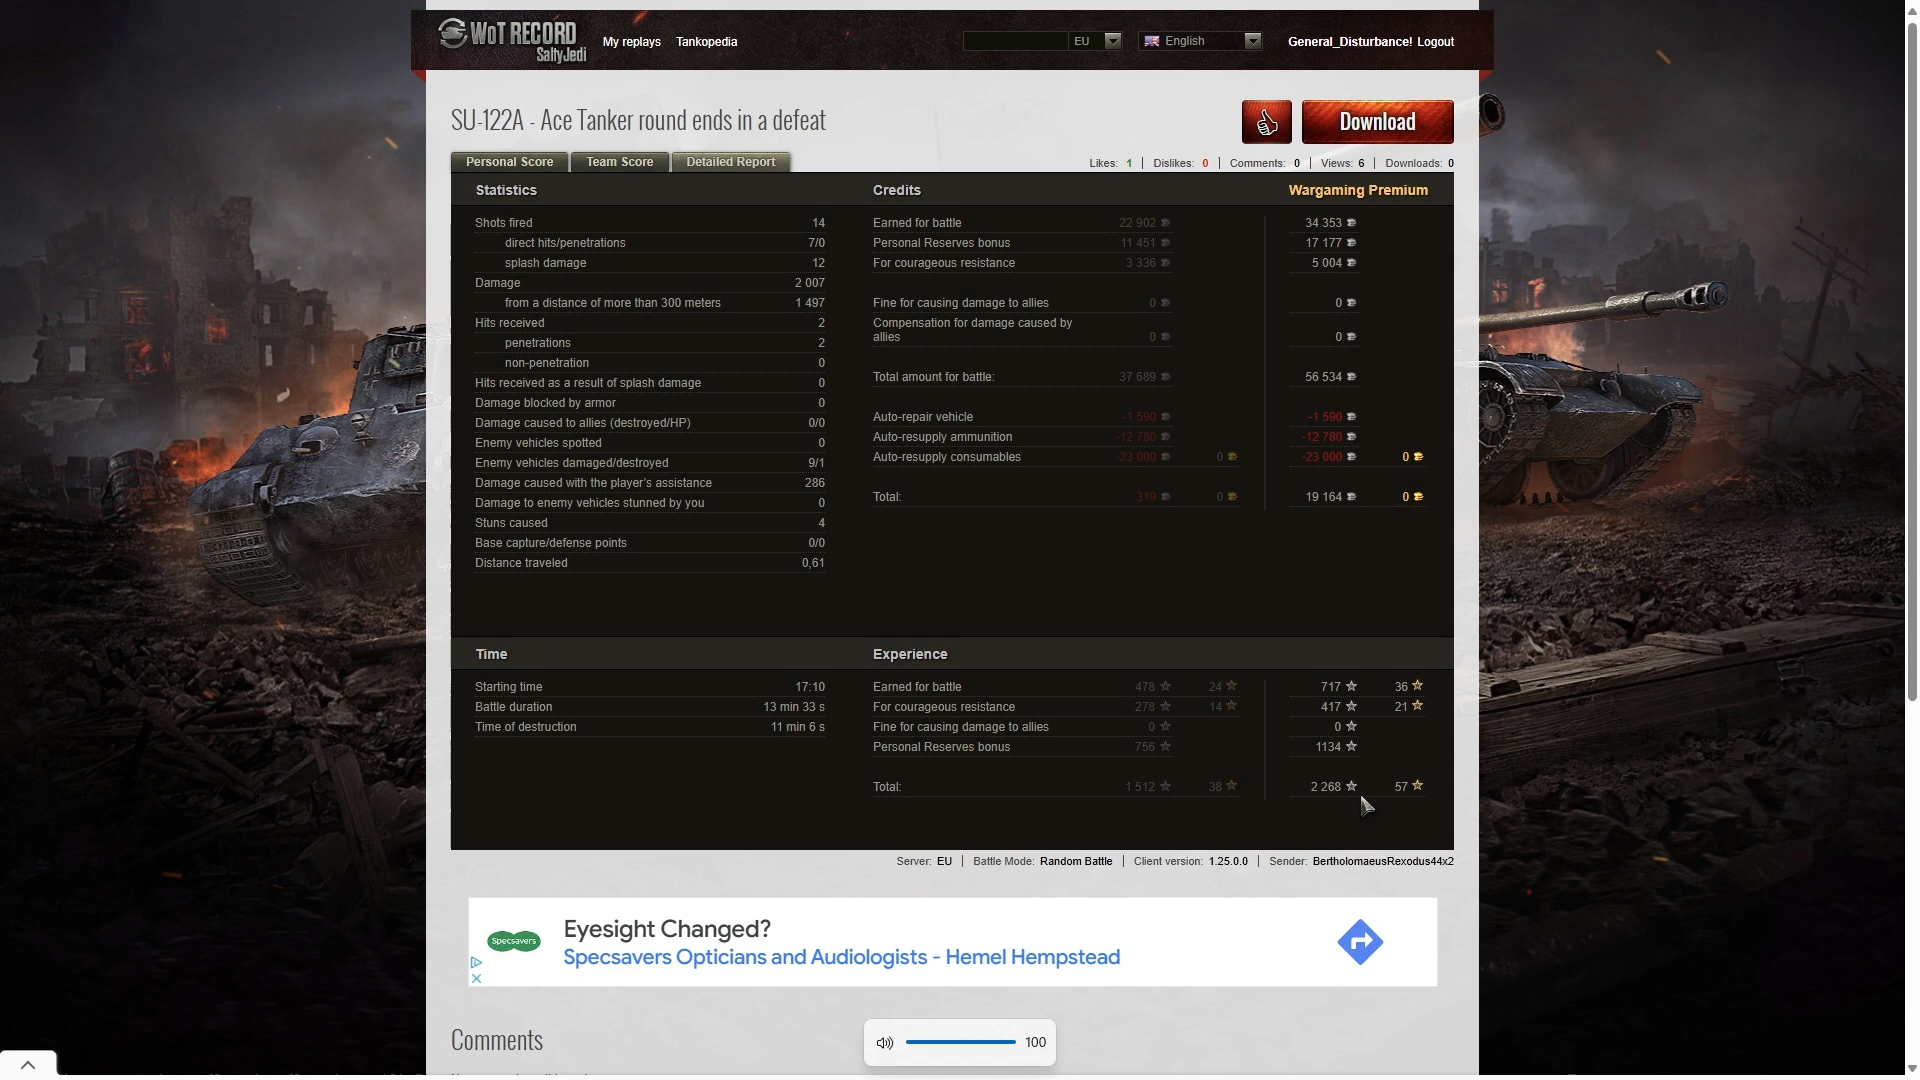 WoT RECORD
SaltyJedi
My replays
Tankopedia
EU
English
General_Disturbance! Logout
SU-122A - Ace Tanker round ends in a defeat
Download
Personal Score
Team Score
Detailed Report
Likes: 1 | Dislikes: 0 | Comments: 0 | Views: 6 | Downloads: 0
Statistics
Shots fired 14
direct hits/penetrations 7/0
splash damage 12
Damage 2 007
from a distance of more than 300 meters 1 497
Hits received 2
penetrations 2
non-penetration 0
Hits received as a result of splash damage 0
Damage blocked by armor 0
Damage caused to allies (destroyed/HP) 0/0
Enemy vehicles spotted 0
Enemy vehicles damaged/destroyed 9/1
Damage caused with the player's assistance 286
Damage to enemy vehicles stunned by you 0
Stuns caused 4
Base capture/defense points 0/0
Distance traveled 0,61
Credits Wargaming Premium
Earned for battle 22 902 34 353
Personal Reserves bonus 11 451 17 177
For courageous resistance 3 336 5 004
Fine for causing damage to allies 0 0
Compensation for damage caused by
allies 0 0
Total amount for battle: 37 689 56 534
Auto-repair vehicle -1 590 -1 590
Auto-resupply ammunition -12 780 -12 780
Auto-resupply consumables -23 000 0 -23 000 0
Total: 319 0 19 164 0
Time
Starting time 17:10
Battle duration 13 min 33 s
Time of destruction 11 min 6 s
Experience
Earned for battle 478 24 717 36
For courageous resistance 278 14 417 21
Fine for causing damage to allies 0 0
Personal Reserves bonus 756 1134
Total: 1 512 38 2 268 57
Server: EU | Battle Mode: Random Battle | Client version: 1.25.0.0 | Sender: BertholomaeusRexodus44x2
Specsavers
Eyesight Changed?
Specsavers Opticians and Audiologists - Hemel Hempstead
Comments
100